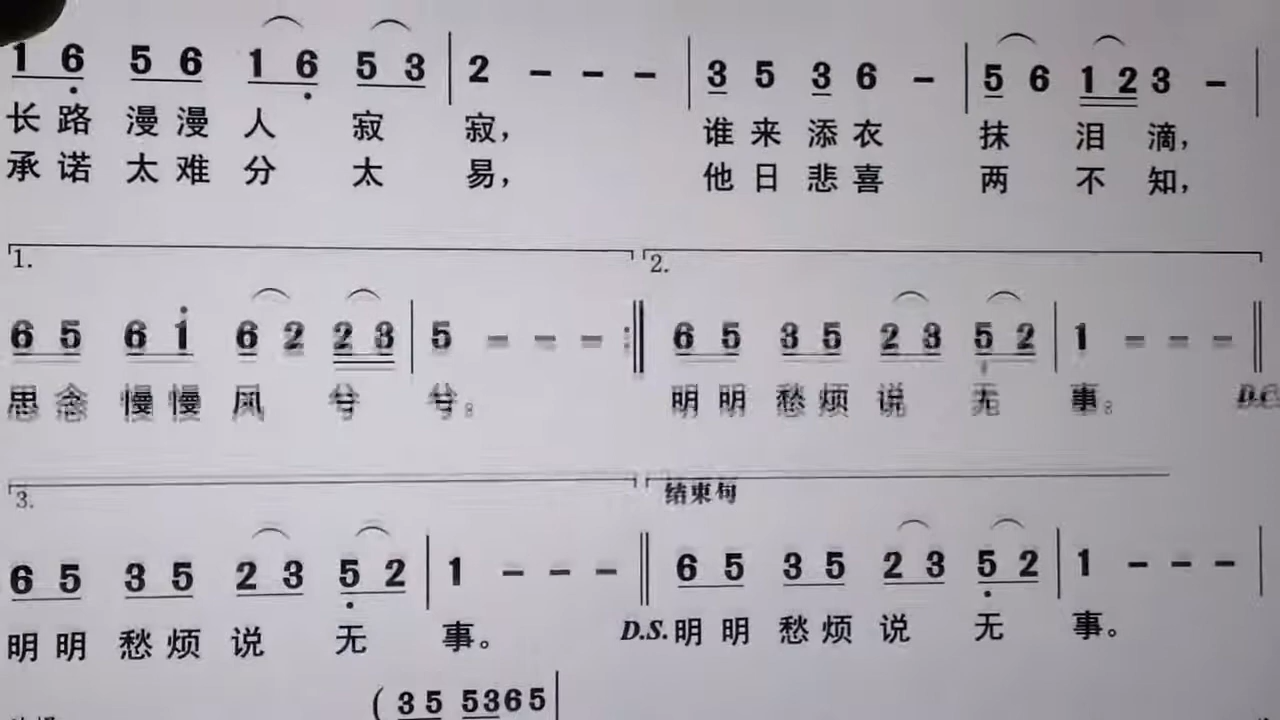 1 6 5 6 1 6 5 3 | 2 - - - | 3 5 3 6 - | 5 6 1 2 3 - |
长路 漫漫 人 寂 寂, 谁来添衣 抹 泪 滴,
承诺 太难 分 太 易, 他日悲喜 两 不 知,
1. 2.
6 5 6 1 6 2 2 3 | 5 - - - :‖ 6 5 3 5 2 3 5 2 | 1 - - - ‖
思念 慢慢 风 兮 兮。 明明 愁烦 说 无 事。 D.C.
3. 结束句
6 5 3 5 2 3 5 2 | 1 - - - ‖ 6 5 3 5 2 3 5 2 | 1 - - - |
明明 愁烦 说 无 事。 D.S. 明明 愁烦 说 无 事。
( 3 5 5 3 6 5 |